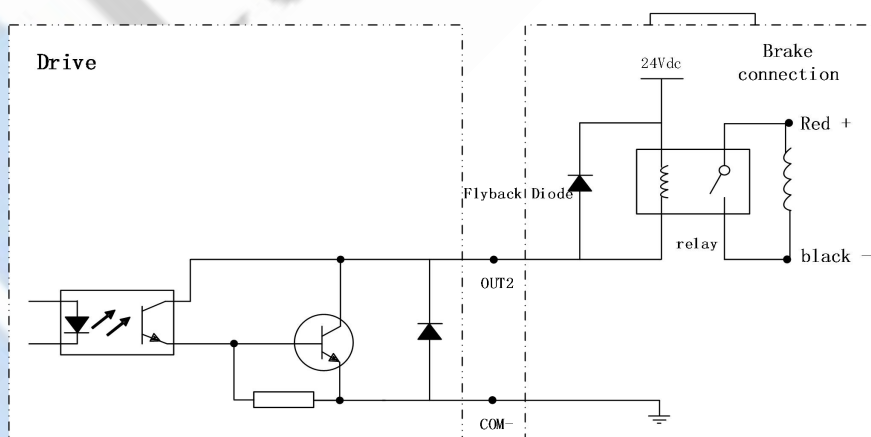 Drive
Brake
connection
24Vdc
Red +
Flyback Diode
relay
black -
OUT2
COM-